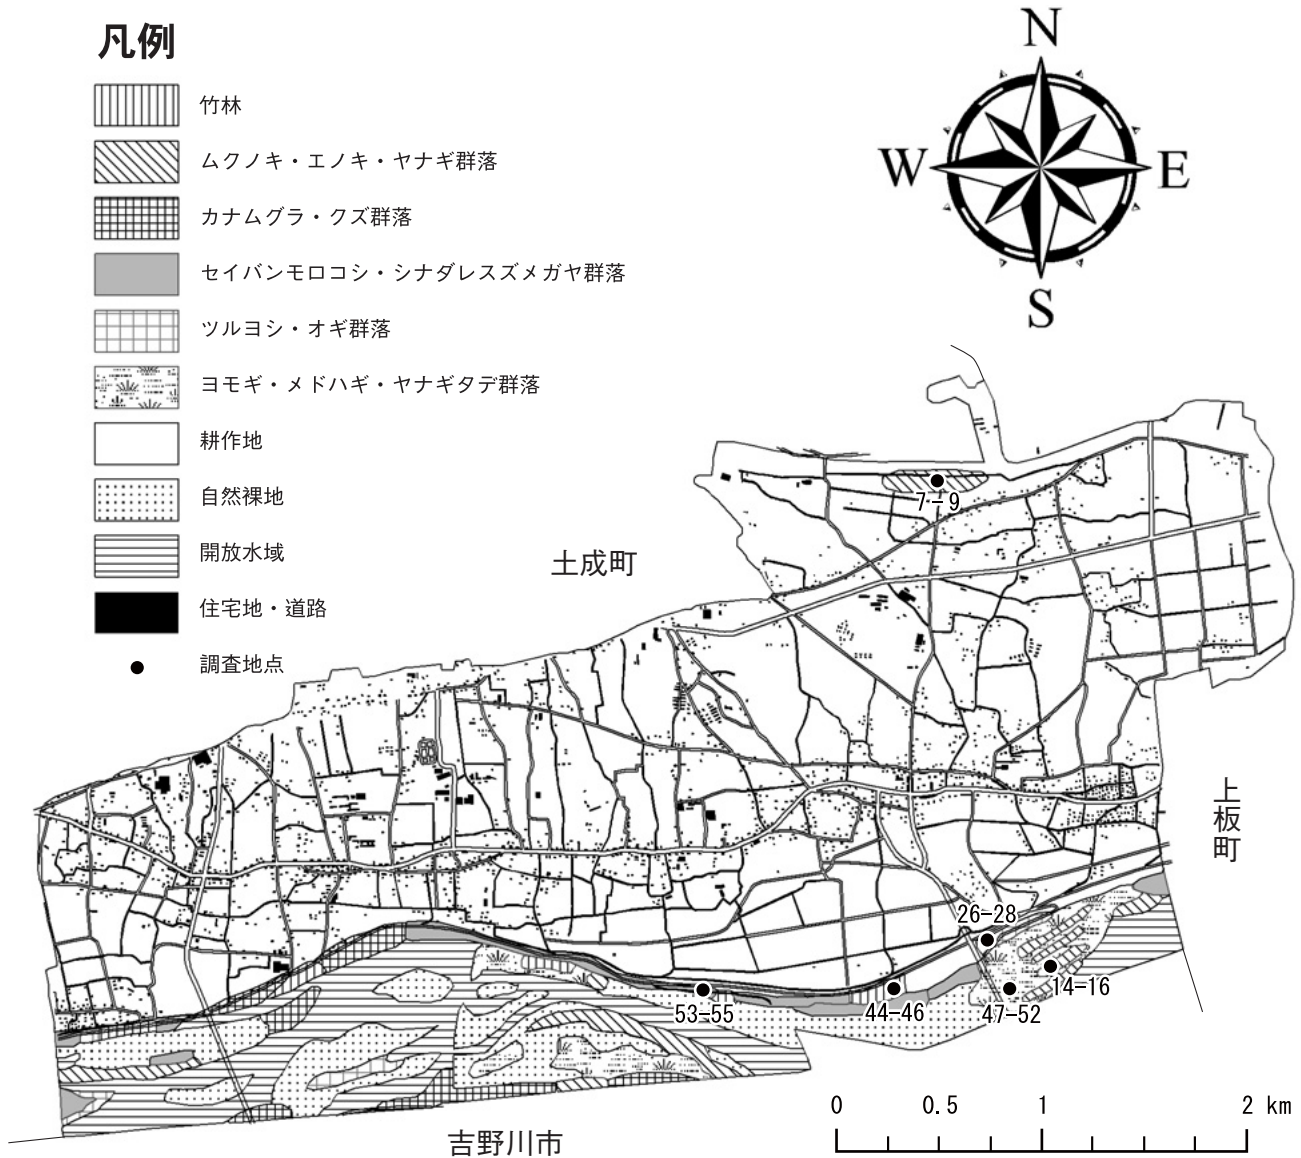 凡例
竹林
ムクノキ・エノキ・ヤナギ群落
カナムグラ・クズ群落
セイバンモロコシ・シナダレスズメガヤ群落
ツルヨシ・オギ群落
ヨモギ・メドハギ・ヤナギタデ群落
耕作地
自然裸地
開放水域
住宅地・道路
調査地点
N
W
E
S
7-9
土成町
上板町
26-28
14-16
53-55
44-46
47-52
吉野川市
0 0.5 1 2 km